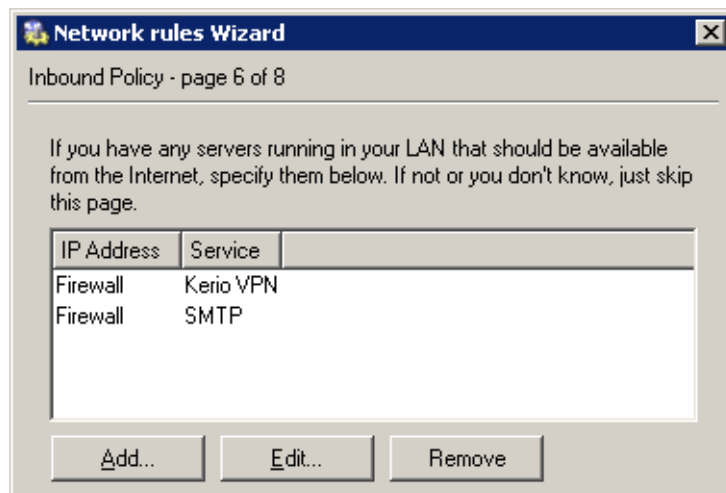 Network rules Wizard
Inbound Policy - page 6 of 8
If you have any servers running in your LAN that should be available
from the Internet, specify them below. If not or you don't know, just skip
this page.
IP Address Service
Firewall Kerio VPN
Firewall SMTP
Add... Edit... Remove